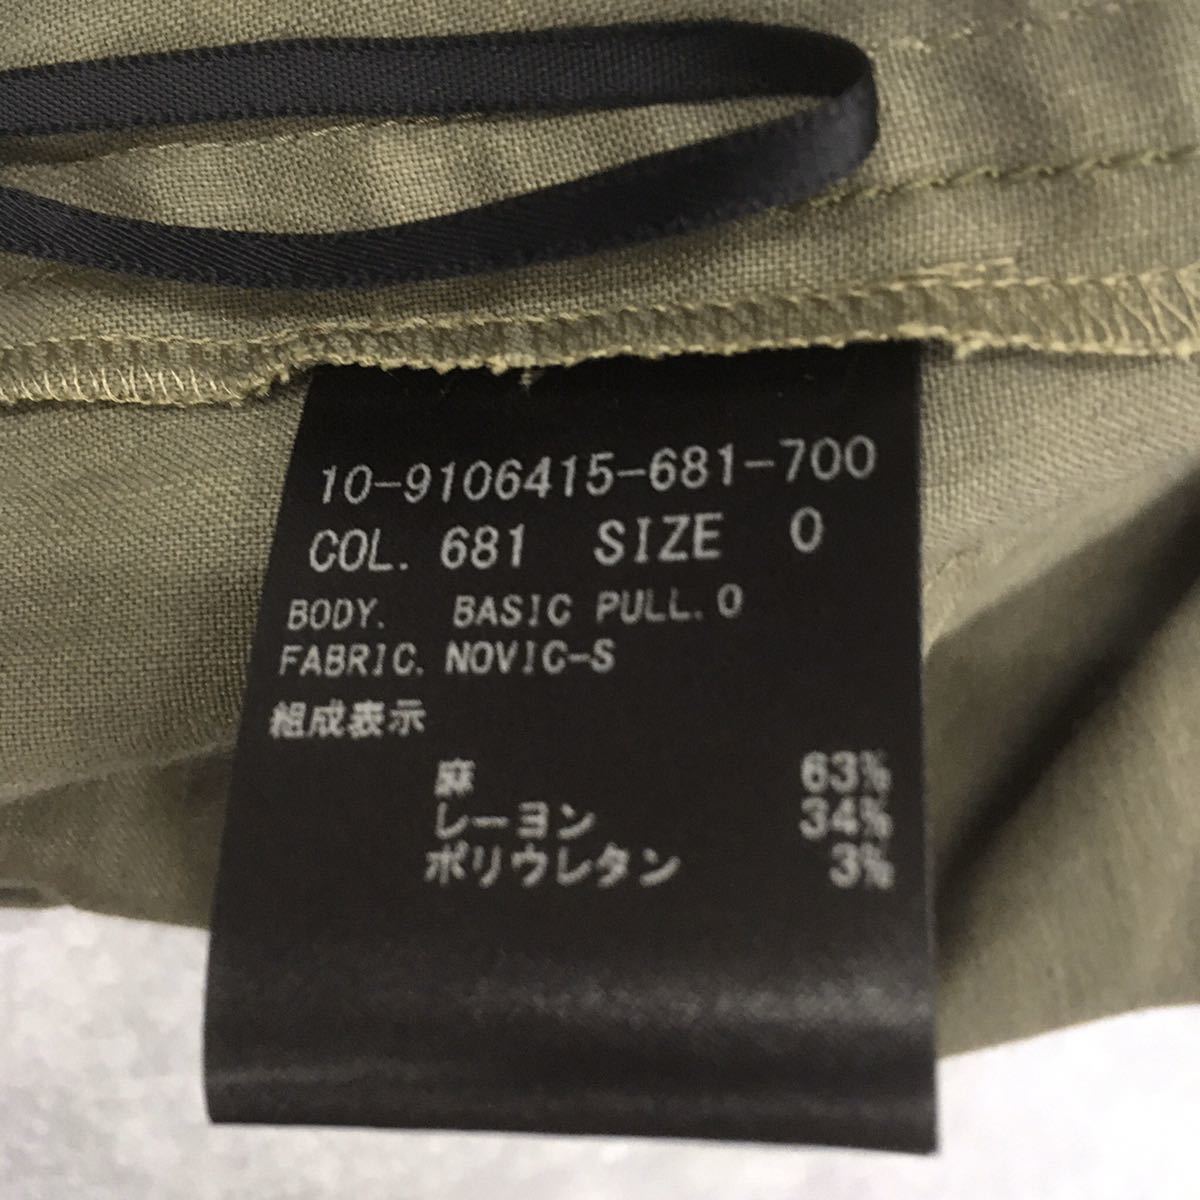 10-9106415-681-700
COL. 681 SIZE 0
BODY. BASIC PULL.O
FABRIC. NOVIC-S
組成表示
麻 63%
レーヨン 34%
ポリウレタン 3%